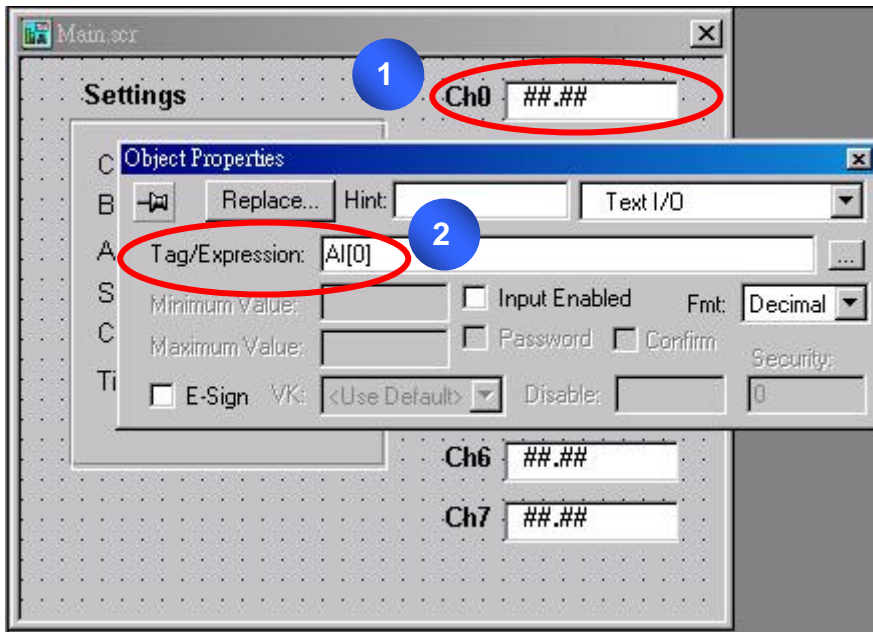 Main.scr
1
Settings
Ch0 ##.##
Object Properties
C
Replace... Hint: Text I/O
B
2
A
Tag/Expression: AI[0] ...
S
Minimum Value: Input Enabled Fmt: Decimal
C
Maximum Value: Password Confirm Security:
Ti
E-Sign VK: <Use Default> Disable: 0
Ch6 ##.##
Ch7 ##.##